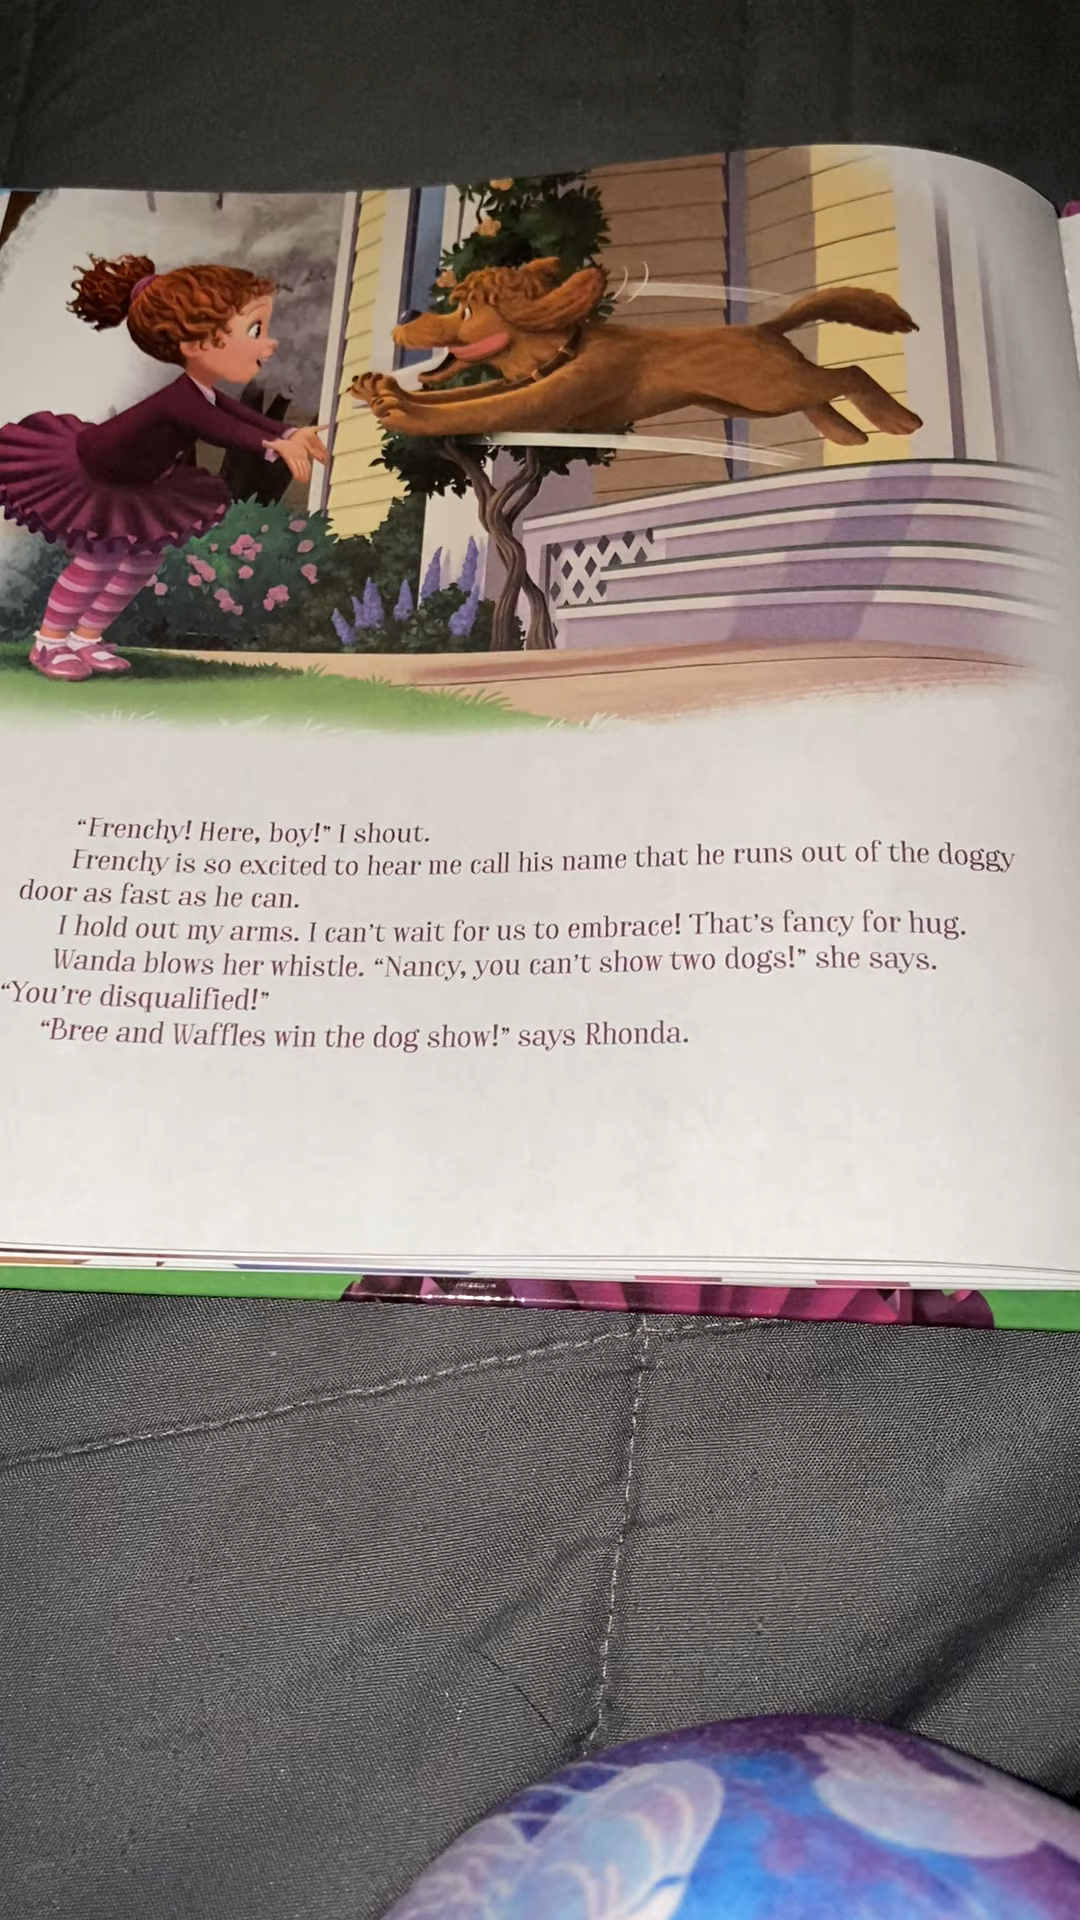 “Frenchy! Here, boy!” I shout.
Frenchy is so excited to hear me call his name that he runs out of the doggy
door as fast as he can.
I hold out my arms. I can’t wait for us to embrace! That’s fancy for hug.
Wanda blows her whistle. “Nancy, you can’t show two dogs!” she says.
“You’re disqualified!”
“Bree and Waffles win the dog show!” says Rhonda.